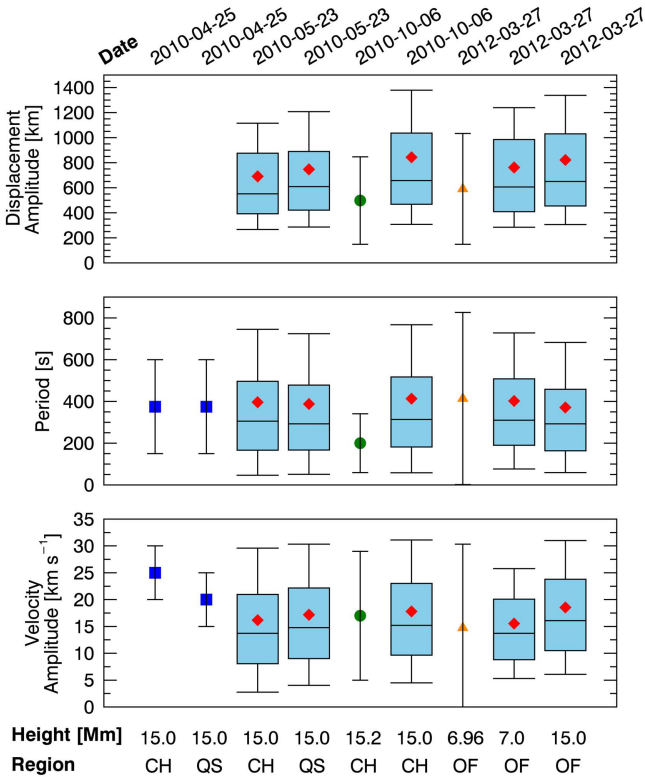 Date 2010-04-25 2010-04-25 2010-05-23 2010-05-23 2010-10-06 2010-10-06 2012-03-27 2012-03-27 2012-03-27
Displacement
Amplitude [km]
1400
1200
1000
800
600
400
200
0
Period [s]
800
600
400
200
0
Velocity
Amplitude [km s⁻¹]
35
30
25
20
15
10
5
0
Height [Mm] 15.0 15.0 15.0 15.0 15.2 15.0 6.96 7.0 15.0
Region CH QS CH QS CH CH OF OF OF